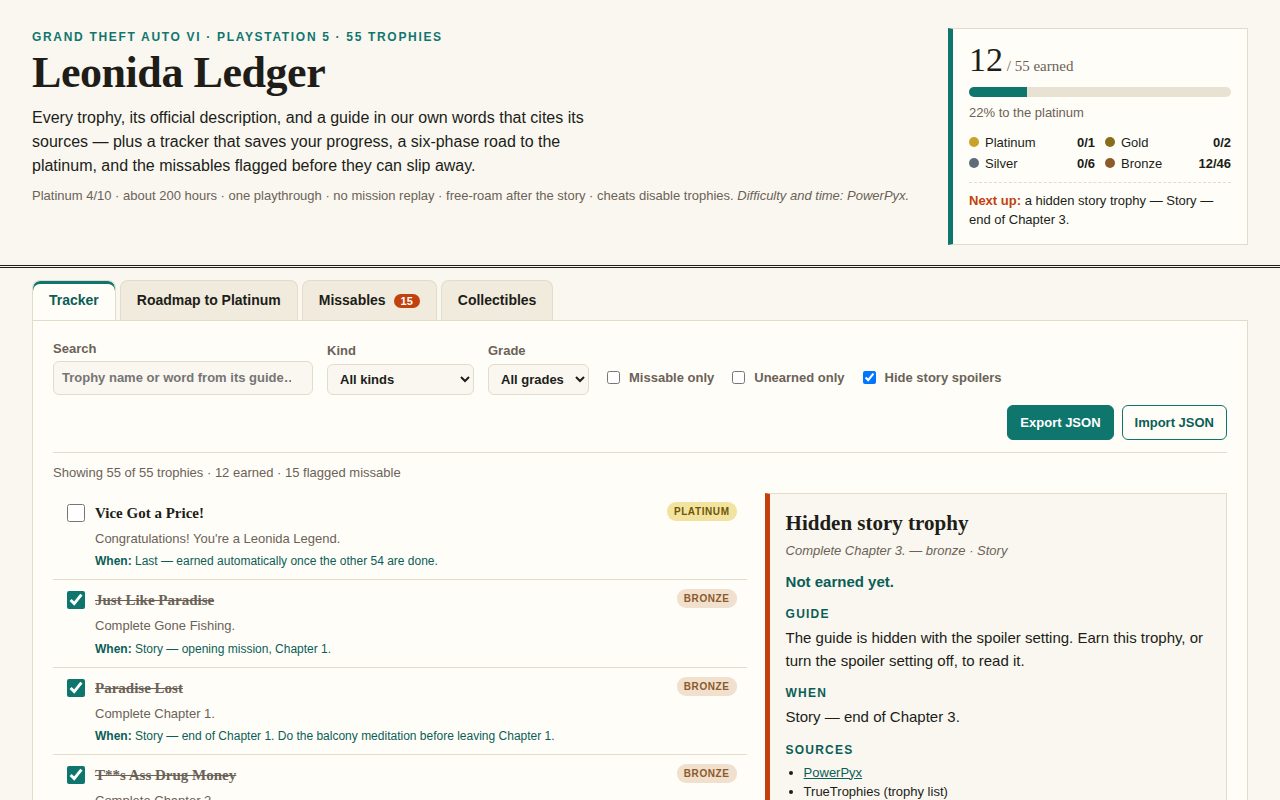 GRAND THEFT AUTO VI · PLAYSTATION 5 · 55 TROPHIES
Leonida Ledger
Every trophy, its official description, and a guide in our own words that cites its
sources — plus a tracker that saves your progress, a six-phase road to the
platinum, and the missables flagged before they can slip away.
Platinum 4/10 · about 200 hours · one playthrough · no mission replay · free-roam after the story · cheats disable trophies. Difficulty and time: PowerPyx.
12 / 55 earned
22% to the platinum
Platinum 0/1 Gold 0/2
Silver 0/6 Bronze 12/46
Next up: a hidden story trophy — Story —
end of Chapter 3.
Tracker Roadmap to Platinum Missables 15 Collectibles
Search Kind Grade
Trophy name or word from its guide.. All kinds All grades Missable only Unearned only Hide story spoilers
Export JSON Import JSON
Showing 55 of 55 trophies · 12 earned · 15 flagged missable
Vice Got a Price! PLATINUM
Congratulations! You're a Leonida Legend.
When: Last — earned automatically once the other 54 are done.
Just Like Paradise BRONZE
Complete Gone Fishing.
When: Story — opening mission, Chapter 1.
Paradise Lost BRONZE
Complete Chapter 1.
When: Story — end of Chapter 1. Do the balcony meditation before leaving Chapter 1.
T**s Ass Drug Money BRONZE
Complete Chapter 2.
Hidden story trophy
Complete Chapter 3. — bronze · Story
Not earned yet.
GUIDE
The guide is hidden with the spoiler setting. Earn this trophy, or
turn the spoiler setting off, to read it.
WHEN
Story — end of Chapter 3.
SOURCES
PowerPyx
TrueTrophies (trophy list)